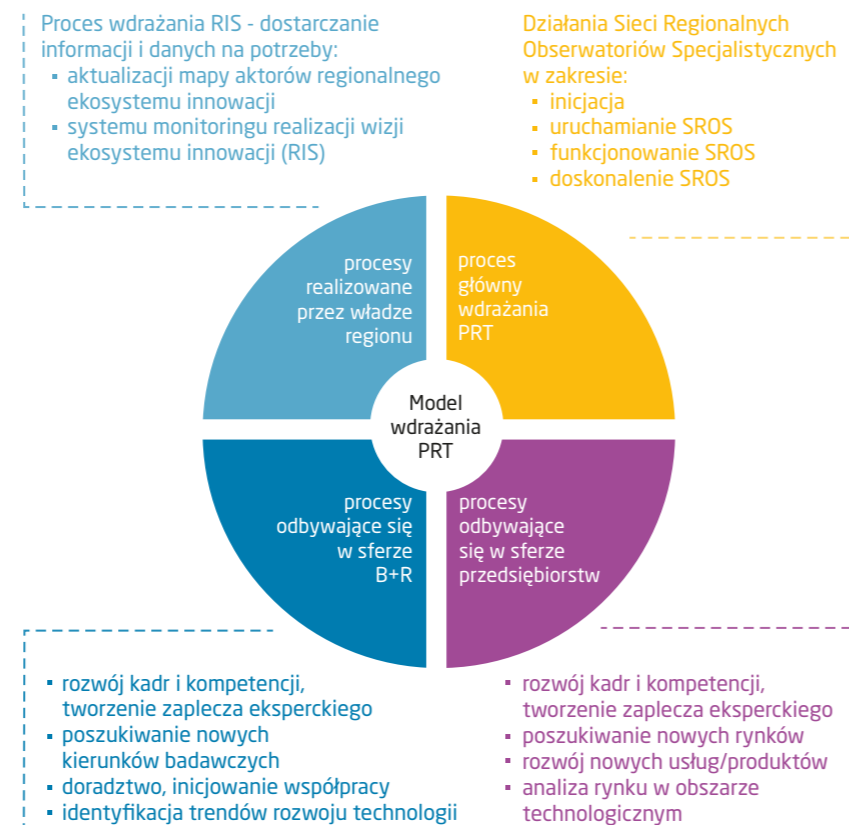 Proces wdrażania RIS - dostarczanie
informacji i danych na potrzeby:
▪ aktualizacji mapy aktorów regionalnego
ekosystemu innowacji
▪ systemu monitoringu realizacji wizji
ekosystemu innowacji (RIS)
Działania Sieci Regionalnych
Obserwatoriów Specjalistycznych
w zakresie:
▪ inicjacja
▪ uruchamianie SROS
▪ funkcjonowanie SROS
▪ doskonalenie SROS
procesy
realizowane
przez władze
regionu
proces
główny
wdrażania
PRT
Model
wdrażania
PRT
procesy
odbywające się
w sferze
B+R
procesy
odbywające
się w sferze
przedsiębiorstw
▪ rozwój kadr i kompetencji,
tworzenie zaplecza eksperckiego
▪ poszukiwanie nowych
kierunków badawczych
▪ doradztwo, inicjowanie współpracy
▪ identyfikacja trendów rozwoju technologii
▪ rozwój kadr i kompetencji,
tworzenie zaplecza eksperckiego
▪ poszukiwanie nowych rynków
▪ rozwój nowych usług/produktów
▪ analiza rynku w obszarze
technologicznym